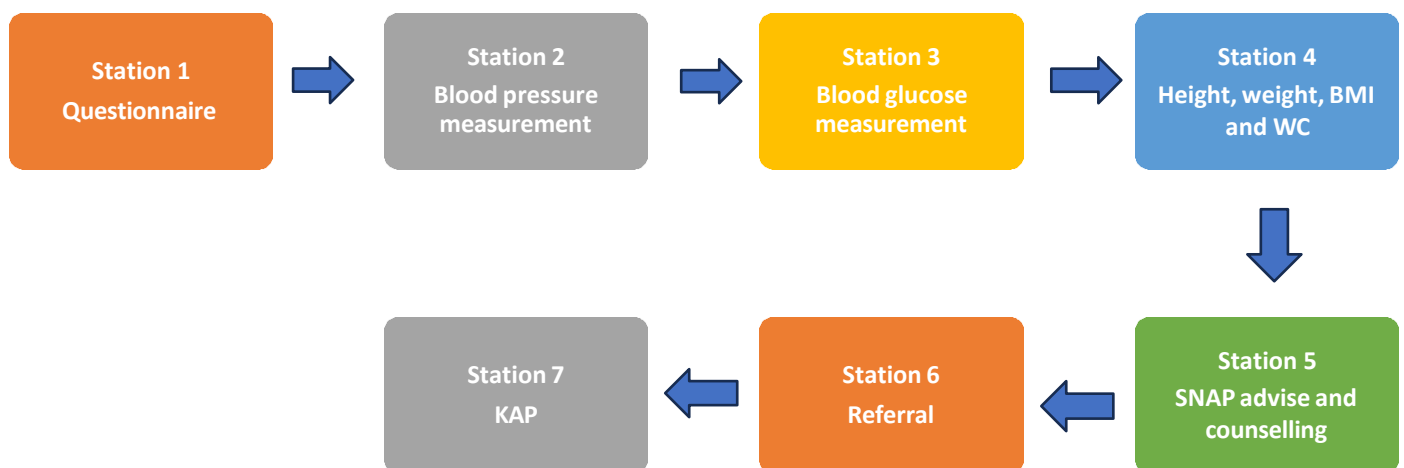 Station 1
Questionnaire
Station 2
Blood pressure
measurement
Station 3
Blood glucose
measurement
Station 4
Height, weight, BMI
and WC
Station 5
SNAP advise and
counselling
Station 6
Referral
Station 7
KAP